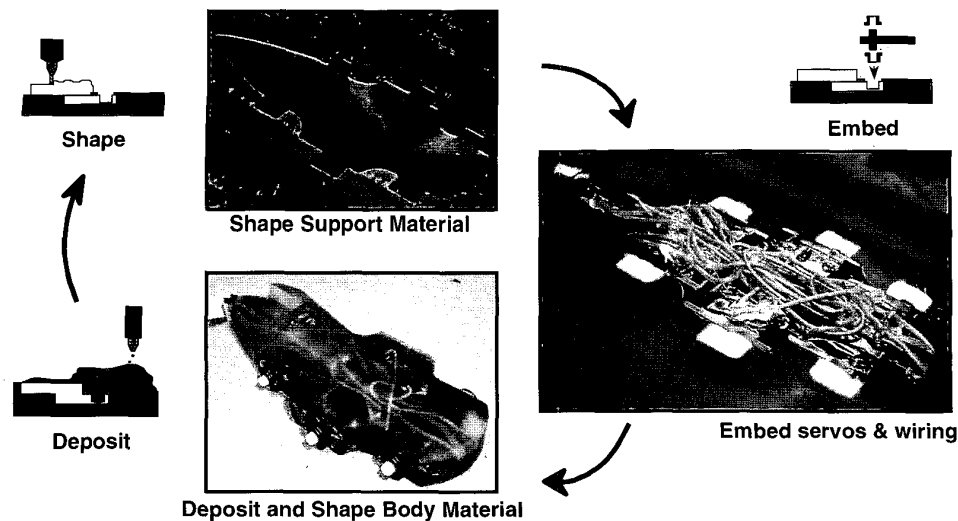 Shape
Shape Support Material
Embed
Embed servos & wiring
Deposit
Deposit and Shape Body Material